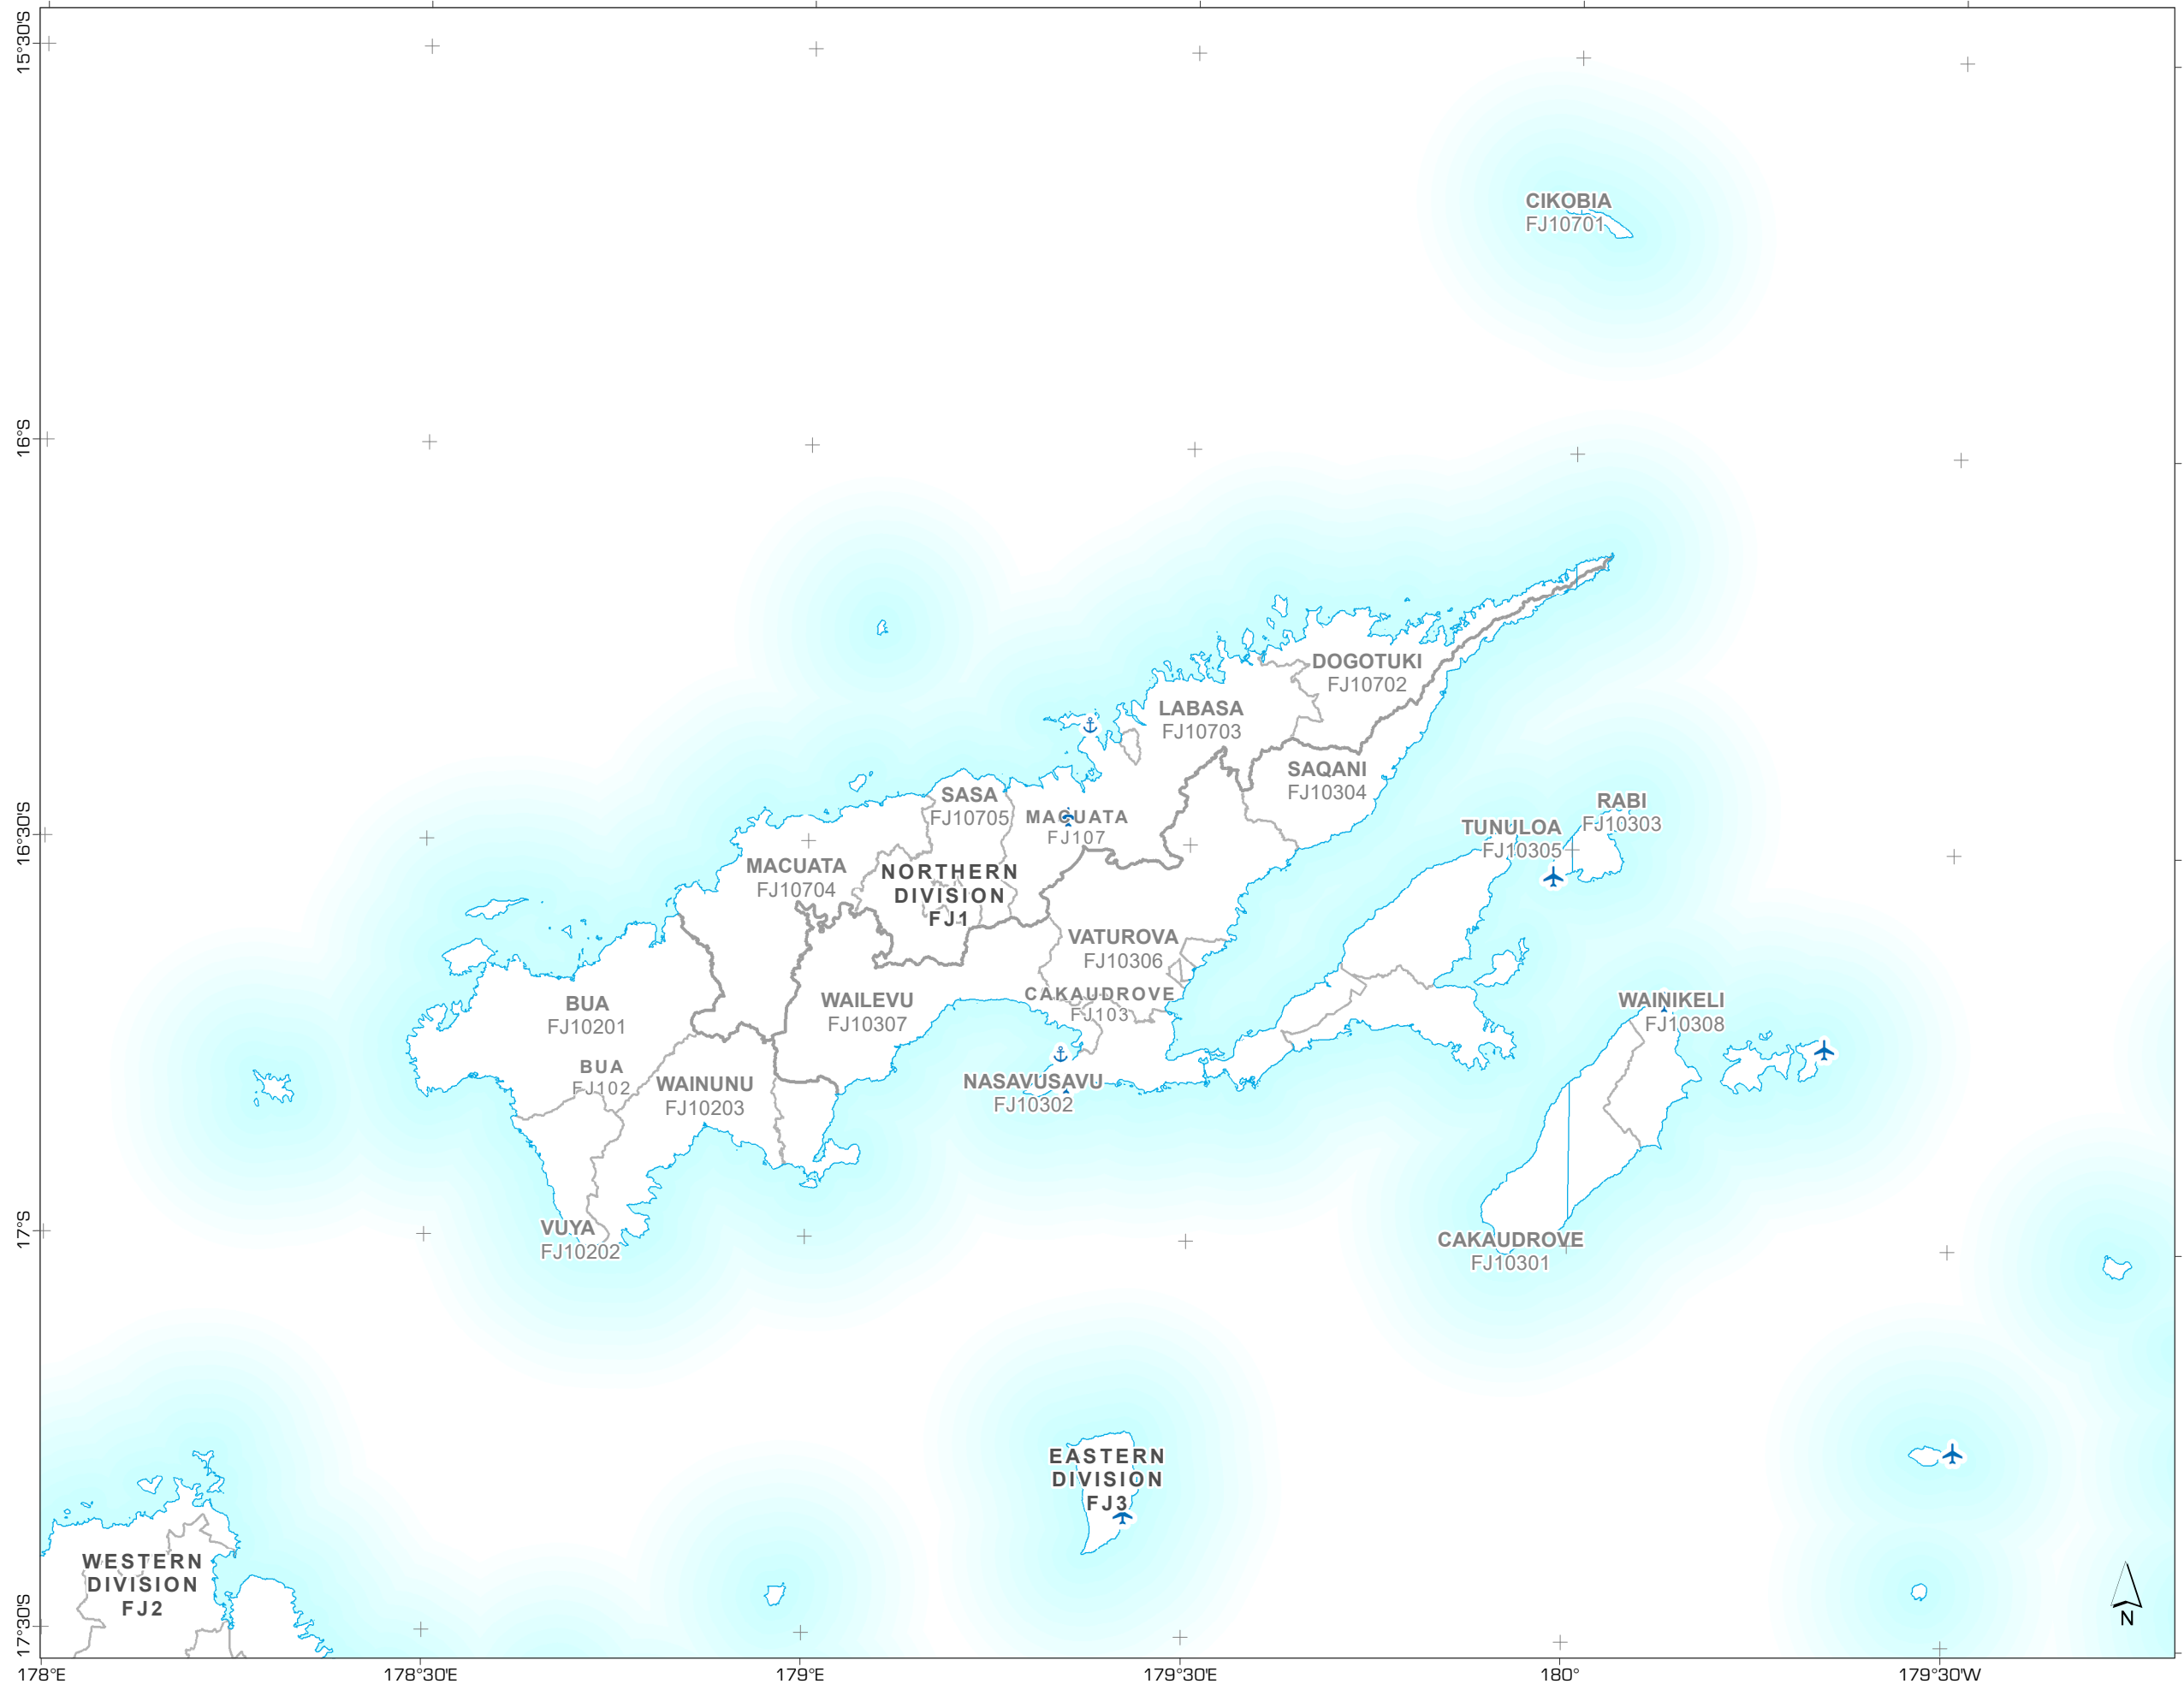 15°30'S
CIKOBIA
FJ10701
16°S
DOGOTUKI
FJ10702
LABASA
FJ10703
SAQANI
FJ10304
SASA
FJ10705
MACUATA
FJ107
RABI
FJ10303
TUNULOA
FJ10305
16°30'S
MACUATA
FJ10704
NORTHERN
DIVISION
FJ1
VATUROVA
FJ10306
CAKAUDROVE
FJ103
BUA
FJ10201
WAILEVU
FJ10307
WAINIKELI
FJ10308
BUA
FJ102
WAINUNU
FJ10203
NASAVUSAVU
FJ10302
VUYA
FJ10202
17°S
CAKAUDROVE
FJ10301
EASTERN
DIVISION
FJ3
WESTERN
DIVISION
FJ2
17°30'S
N
178°E
178°30'E
179°E
179°30'E
180°
179°30'W